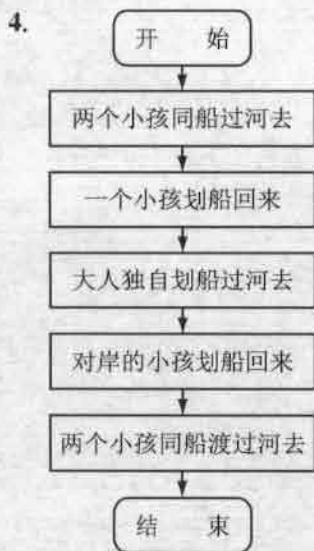 4.
开 始
两个小孩同船过河去
一个小孩划船回来
大人独自划船过河去
对岸的小孩划船回来
两个小孩同船渡过河去
结 束